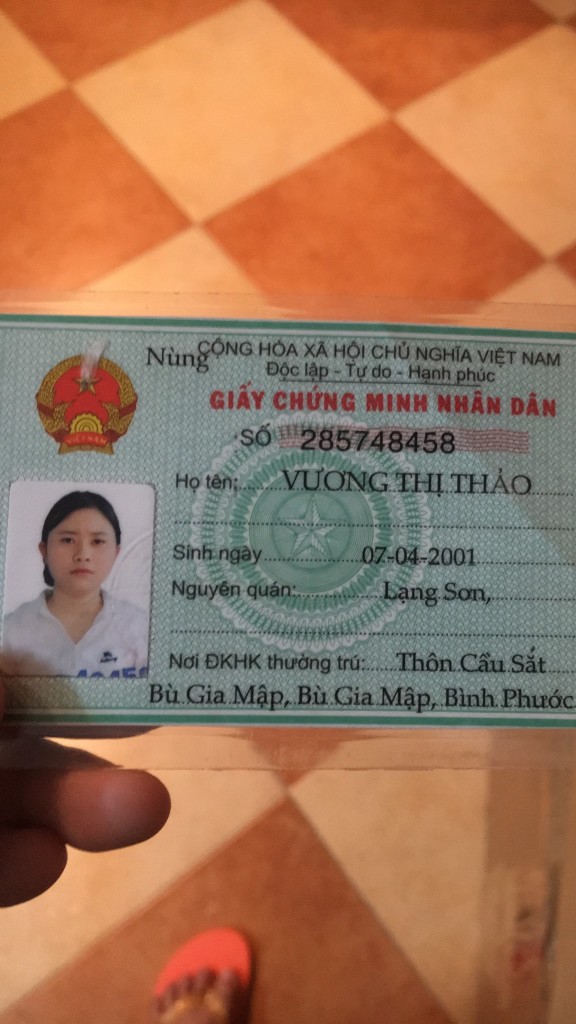 Nùng
CỘNG HÒA XÃ HỘI CHỦ NGHĨA VIỆT NAM
Độc lập - Tự do - Hạnh phúc
GIẤY CHỨNG MINH NHÂN DÂN
SỐ 285748458
Họ tên: VƯƠNG THỊ THẢO
Sinh ngày 07-04-2001
Nguyên quán: Lạng Sơn,
Nơi ĐKHK thường trú: Thôn Cầu Sắt
Bù Gia Mập, Bù Gia Mập, Bình Phước
VIỆT NAM